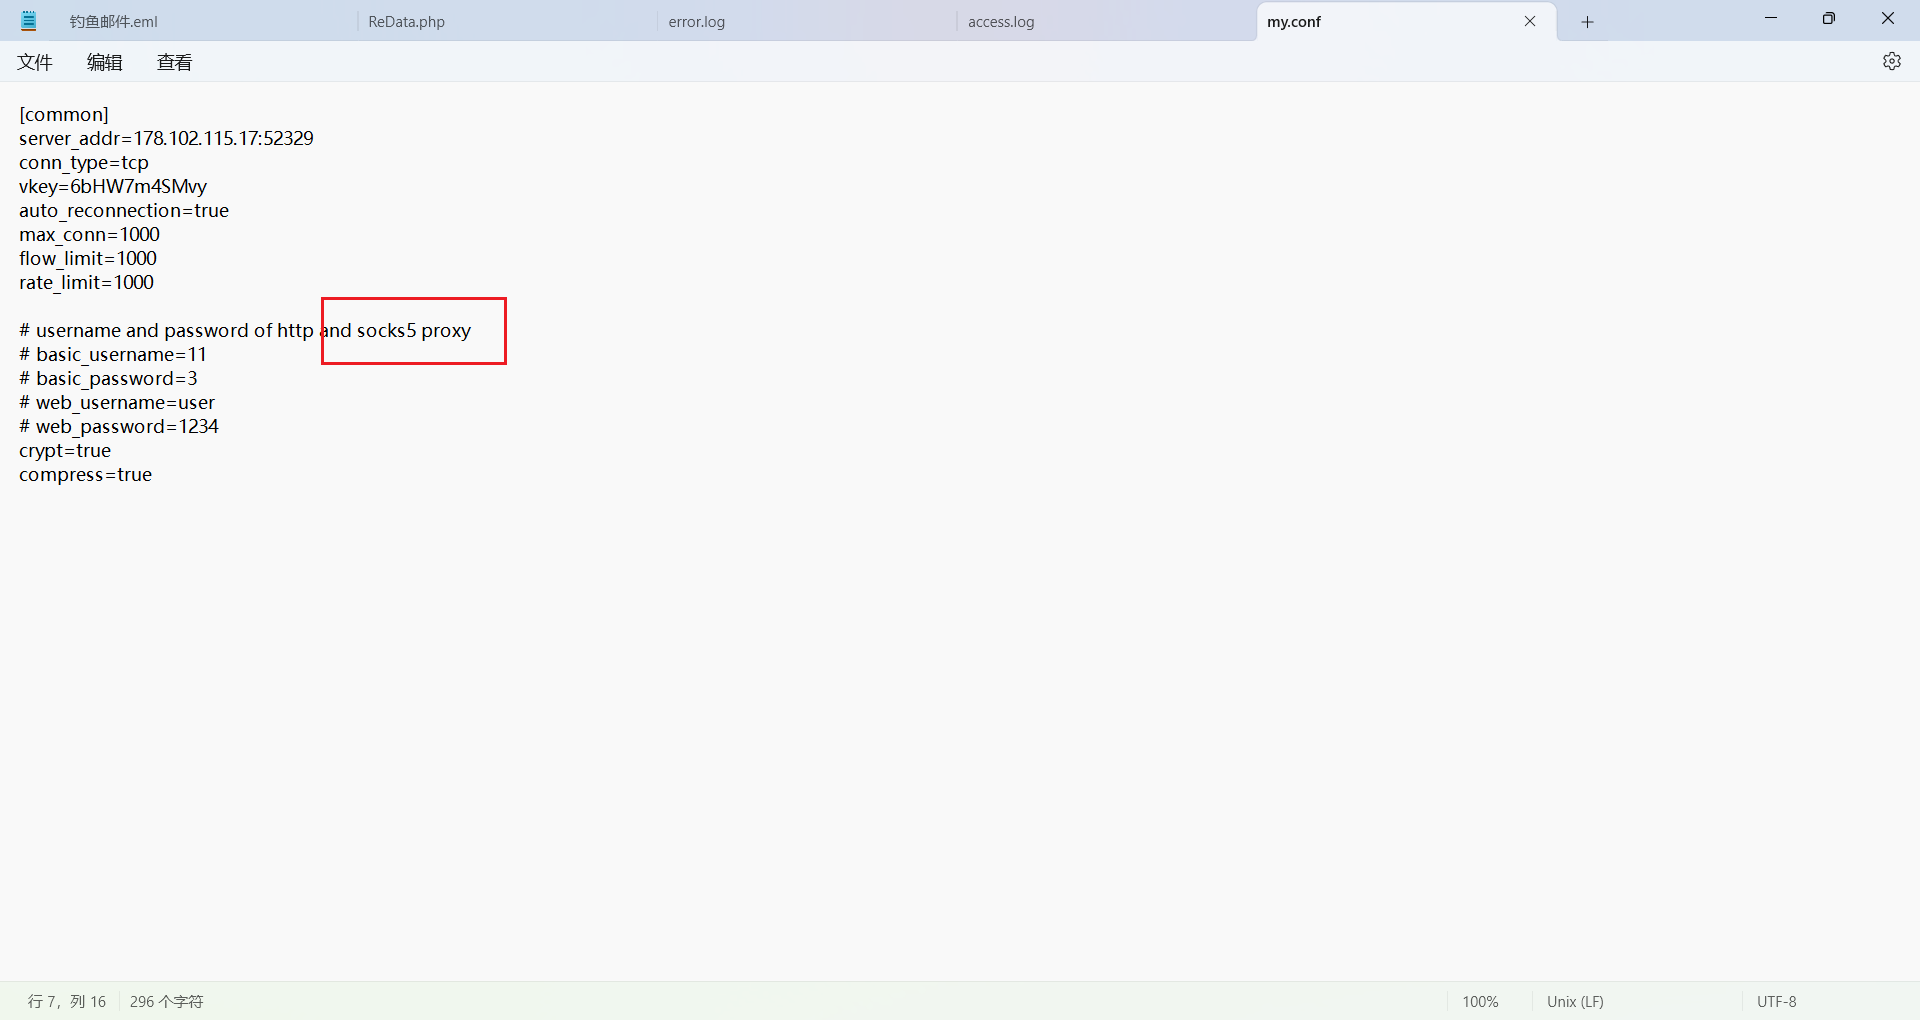 钓鱼邮件.eml
ReData.php
error.log
access.log
my.conf
文件 编辑 查看
[common]
server_addr=178.102.115.17:52329
conn_type=tcp
vkey=6bHW7m4SMvy
auto_reconnection=true
max_conn=1000
flow_limit=1000
rate_limit=1000
# username and password of http and socks5 proxy
# basic_username=11
# basic_password=3
# web_username=user
# web_password=1234
crypt=true
compress=true
行 7，列 16 296 个字符 100% Unix (LF) UTF-8